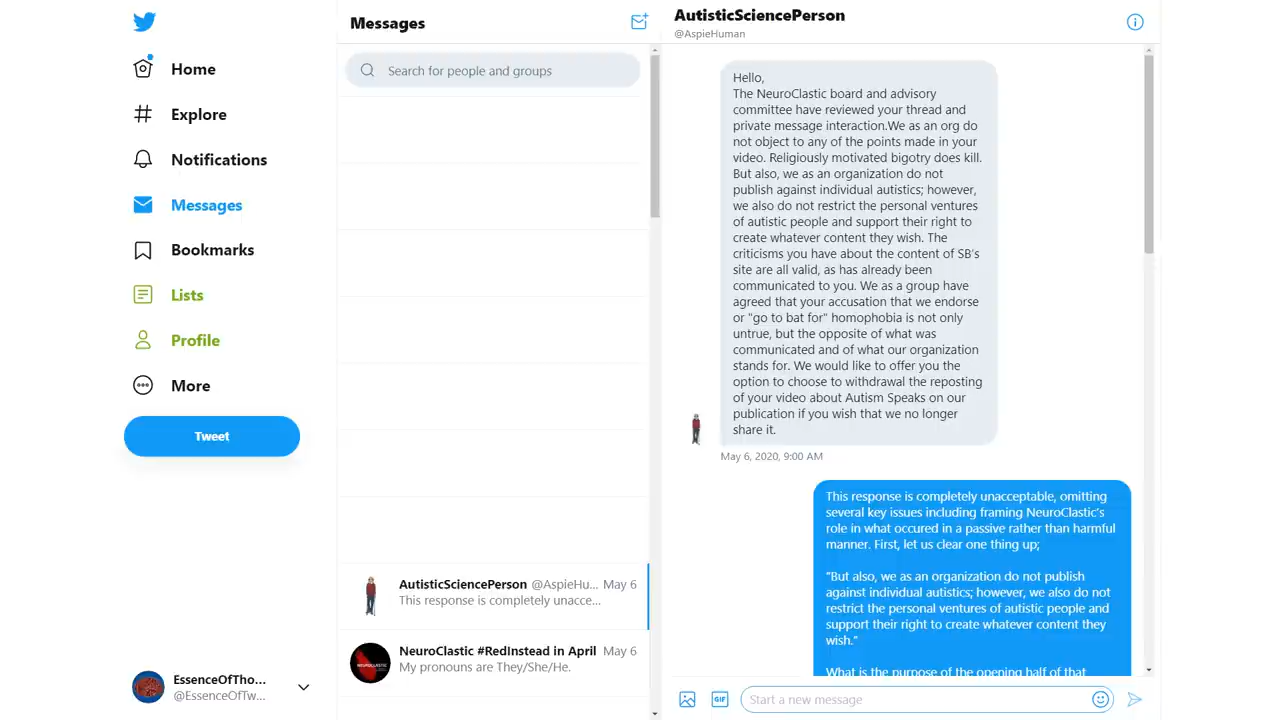 Home
Explore
Notifications
Messages
Bookmarks
Lists
Profile
More
Tweet
EssenceOfTho...
@EssenceOfTw...
Messages
Search for people and groups
AutisticSciencePerson @AspieHu... May 6
This response is completely unacce...
NeuroClastic #RedInstead in April May 6
My pronouns are They/She/He.
AutisticSciencePerson
@AspieHuman
Hello,
The NeuroClastic board and advisory
committee have reviewed your thread and
private message interaction.We as an org do
not object to any of the points made in your
video. Religiously motivated bigotry does kill.
But also, we as an organization do not
publish against individual autistics; however,
we also do not restrict the personal ventures
of autistic people and support their right to
create whatever content they wish. The
criticisms you have about the content of SB's
site are all valid, as has already been
communicated to you. We as a group have
agreed that your accusation that we endorse
or "go to bat for" homophobia is not only
untrue, but the opposite of what was
communicated and of what our organization
stands for. We would like to offer you the
option to choose to withdrawal the reposting
of your video about Autism Speaks on our
publication if you wish that we no longer
share it.
May 6, 2020, 9:00 AM
This response is completely unacceptable, omitting
several key issues including framing NeuroClastic's
role in what occured in a passive rather than harmful
manner. First, let us clear one thing up;
"But also, we as an organization do not publish
against individual autistics; however, we also do not
restrict the personal ventures of autistic people and
support their right to create whatever content they
wish."
What is the purpose of the opening half of that
GIF
Start a new message